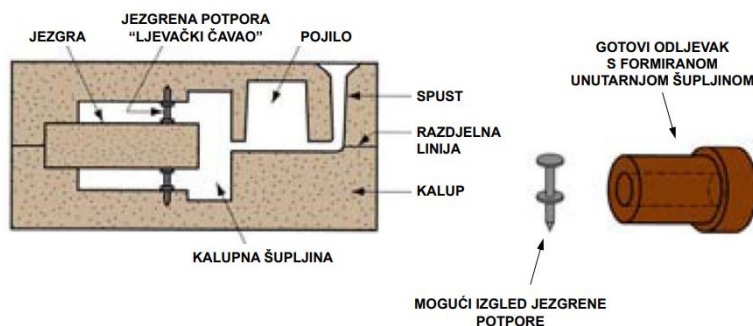 JEZGRENA POTPORA
“LJEVAČKI ČAVAO”
JEZGRA
POJILO
GOTOVI ODLJEVAK
S FORMIRANOM
UNUTARNJOM ŠUPLJINOM
SPUST
RAZDJELNA
LINIJA
KALUP
KALUPNA ŠUPLJINA
MOGUĆI IZGLED JEZGRENE
POTPORE